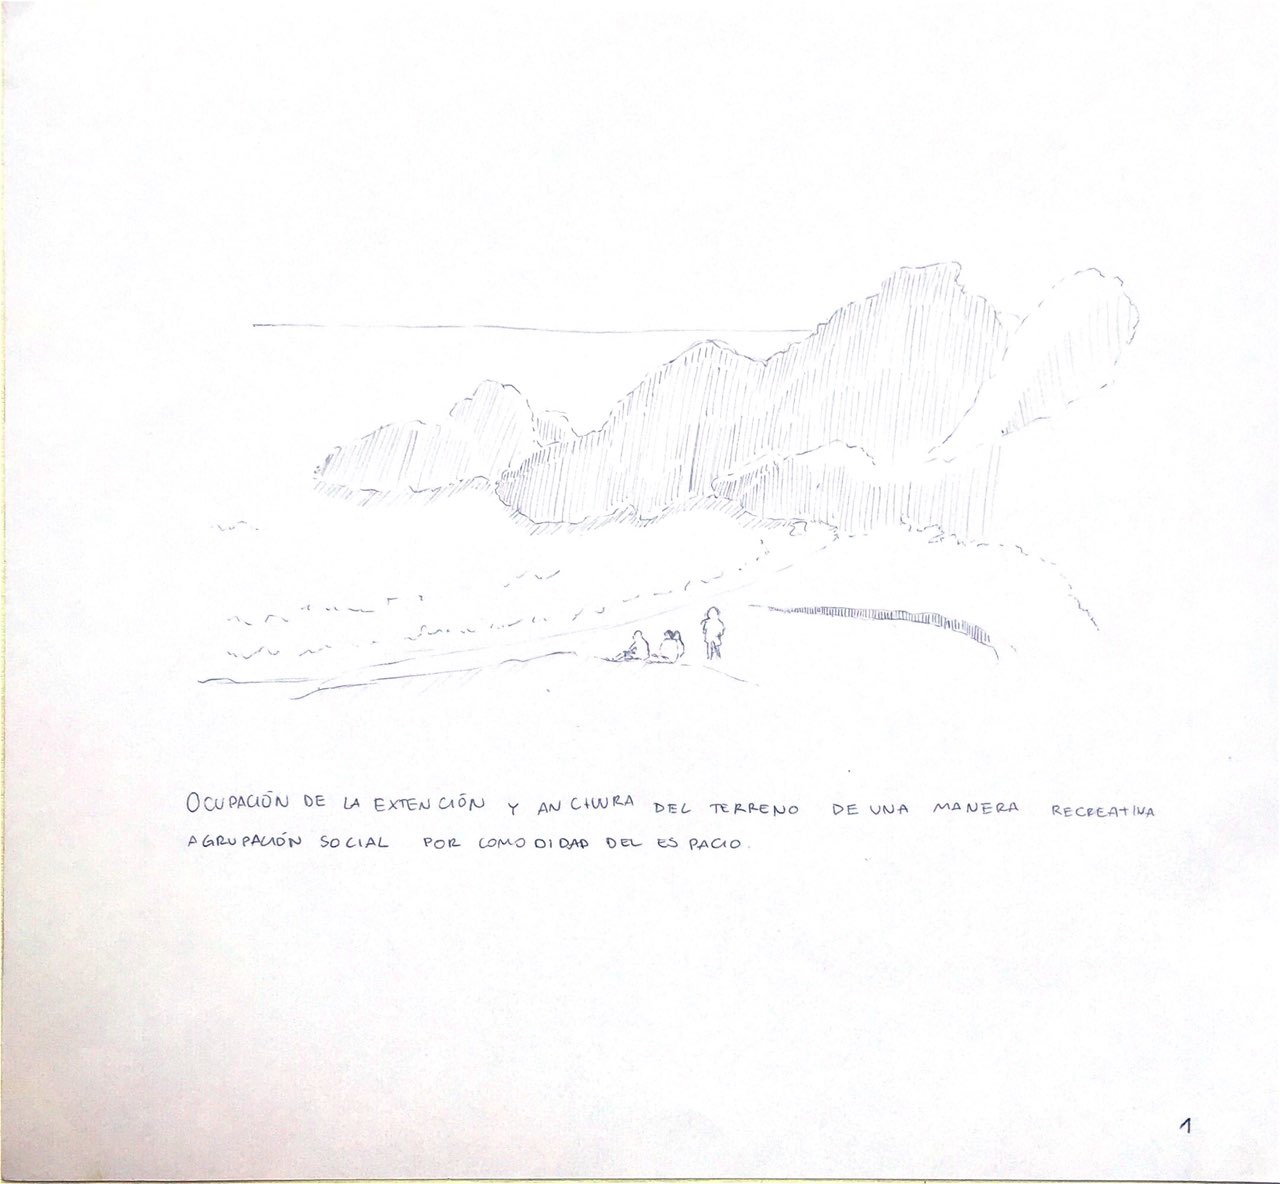 OCUPACIÓN DE LA EXTENCIÓN Y ANCHURA DEL TERRENO DE UNA MANERA RECREATIVA
AGRUPACIÓN SOCIAL POR COMODIDAD DEL ESPACIO.
1